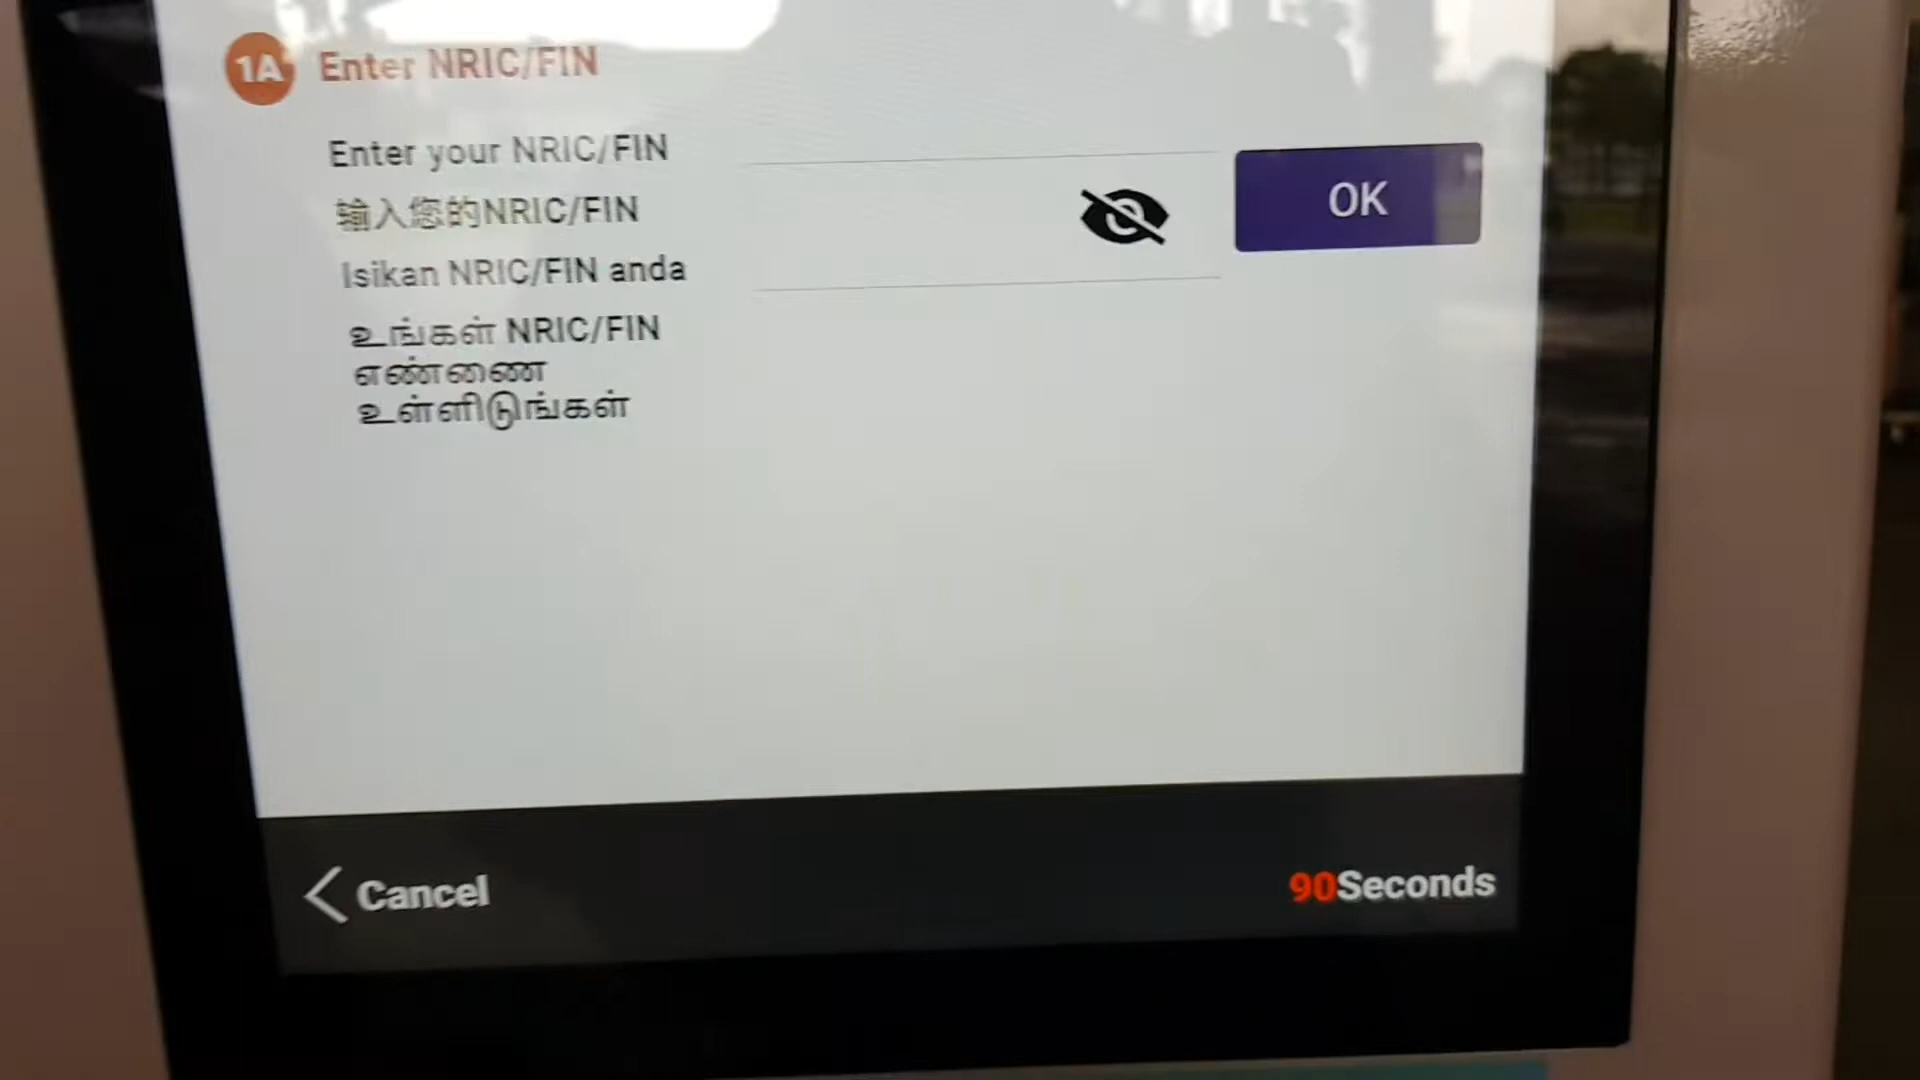 1A Enter NRIC/FIN
Enter your NRIC/FIN
输入您的NRIC/FIN
Isikan NRIC/FIN anda
உங்கள் NRIC/FIN
எண்ணை
உள்ளிடுங்கள்
OK
Cancel
90Seconds